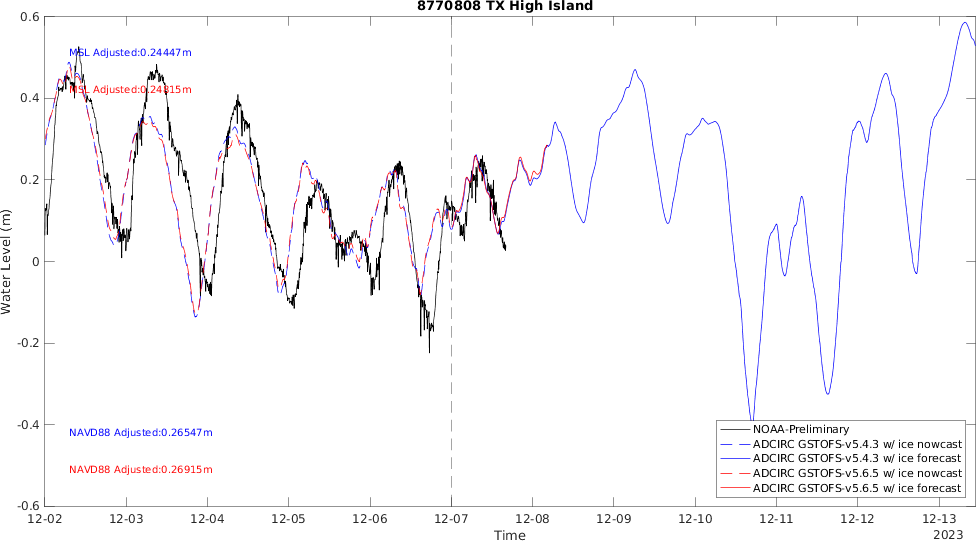 8770808 TX High Island
0.6
0.4
0.2
0
-0.2
-0.4
-0.6
Water Level (m)
MSL Adjusted:0.24447m
MSL Adjusted:0.24815m
NAVD88 Adjusted:0.26547m
NAVD88 Adjusted:0.26915m
NOAA-Preliminary
ADCIRC GSTOFS-v5.4.3 w/ ice nowcast
ADCIRC GSTOFS-v5.4.3 w/ ice forecast
ADCIRC GSTOFS-v5.6.5 w/ ice nowcast
ADCIRC GSTOFS-v5.6.5 w/ ice forecast
12-02 12-03 12-04 12-05 12-06 12-07 12-08 12-09 12-10 12-11 12-12 12-13
Time
2023